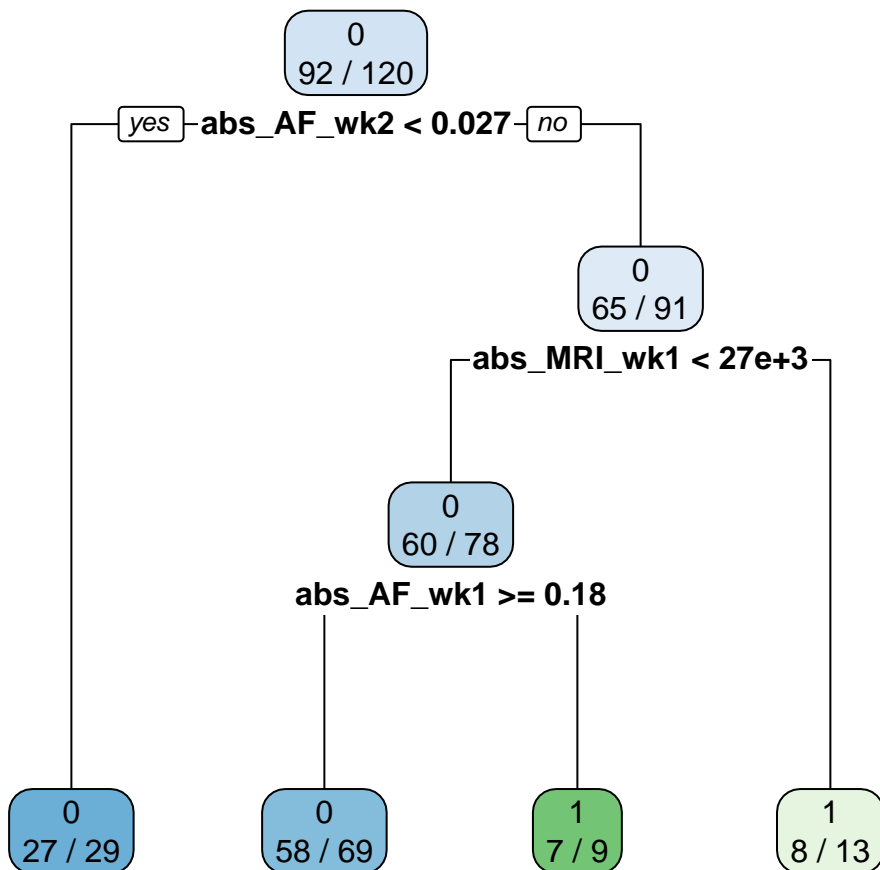 0
92 / 120
yes abs_AF_wk2 < 0.027 no
0
65 / 91
abs_MRI_wk1 < 27e+3
0
60 / 78
abs_AF_wk1 >= 0.18
0
27 / 29
0
58 / 69
1
7 / 9
1
8 / 13